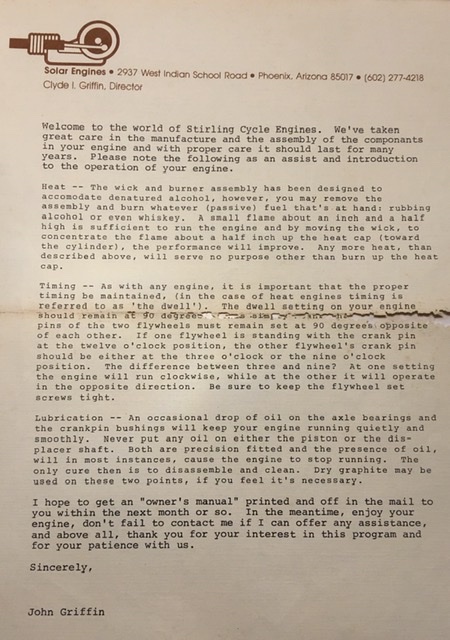 Solar Engines • 2937 West Indian School Road • Phoenix, Arizona 85017 • (602) 277-4218
Clyde I. Griffin, Director
Welcome to the world of Stirling Cycle Engines. We've taken
great care in the manufacture and the assembly of the componants
in your engine and with proper care it should last for many
years. Please note the following as an assist and introduction
to the operation of your engine.
Heat -- The wick and burner assembly has been designed to
accomodate denatured alcohol, however, you may remove the
assembly and burn whatever (passive) fuel that's at hand: rubbing
alcohol or even whiskey. A small flame about an inch and a half
high is sufficient to run the engine and by moving the wick, to
concentrate the flame about a half inch up the heat cap (toward
the cylinder), the performance will improve. Any more heat, than
described above, will serve no purpose other than burn up the heat
cap.
Timing -- As with any engine, it is important that the proper
timing be maintained, (in the case of heat engines timing is
referred to as 'the dwell'). The dwell setting on your engine
should remain at 90 degrees
pins of the two flywheels must remain set at 90 degrees opposite
of each other. If one flywheel is standing with the crank pin
at the twelve o'clock position, the other flywheel's crank pin
should be either at the three o'clock or the nine o'clock
position. The difference between three and nine? At one setting
the engine will run clockwise, while at the other it will operate
in the opposite direction. Be sure to keep the flywheel set
screws tight.
Lubrication -- An occasional drop of oil on the axle bearings and
the crankpin bushings will keep your engine running quietly and
smoothly. Never put any oil on either the piston or the dis-
placer shaft. Both are precision fitted and the presence of oil,
will in most instances, cause the engine to stop running. The
only cure then is to disassemble and clean. Dry graphite may be
used on these two points, if you feel it's necessary.
I hope to get an "owner's manual" printed and off in the mail to
you within the next month or so. In the meantime, enjoy your
engine, don't fail to contact me if I can offer any assistance,
and above all, thank you for your interest in this program and
for your patience with us.
Sincerely,
John Griffin